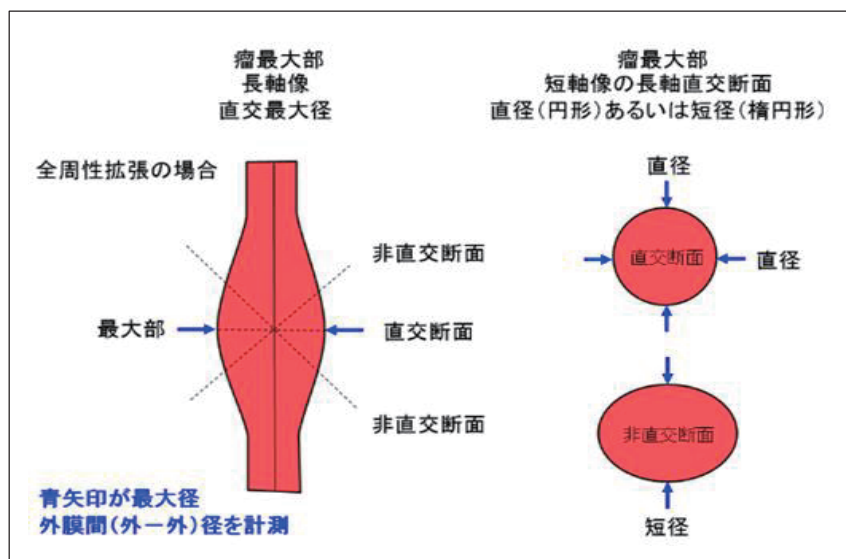 瘤最大部
長軸像
直交最大径
全周性拡張の場合
非直交断面
最大部
直交断面
非直交断面
青矢印が最大径
外膜間(外ー外)径を計測
瘤最大部
短軸像の長軸直交断面
直径(円形)あるいは短径(楕円形)
直径
直交断面
直径
非直交断面
短径